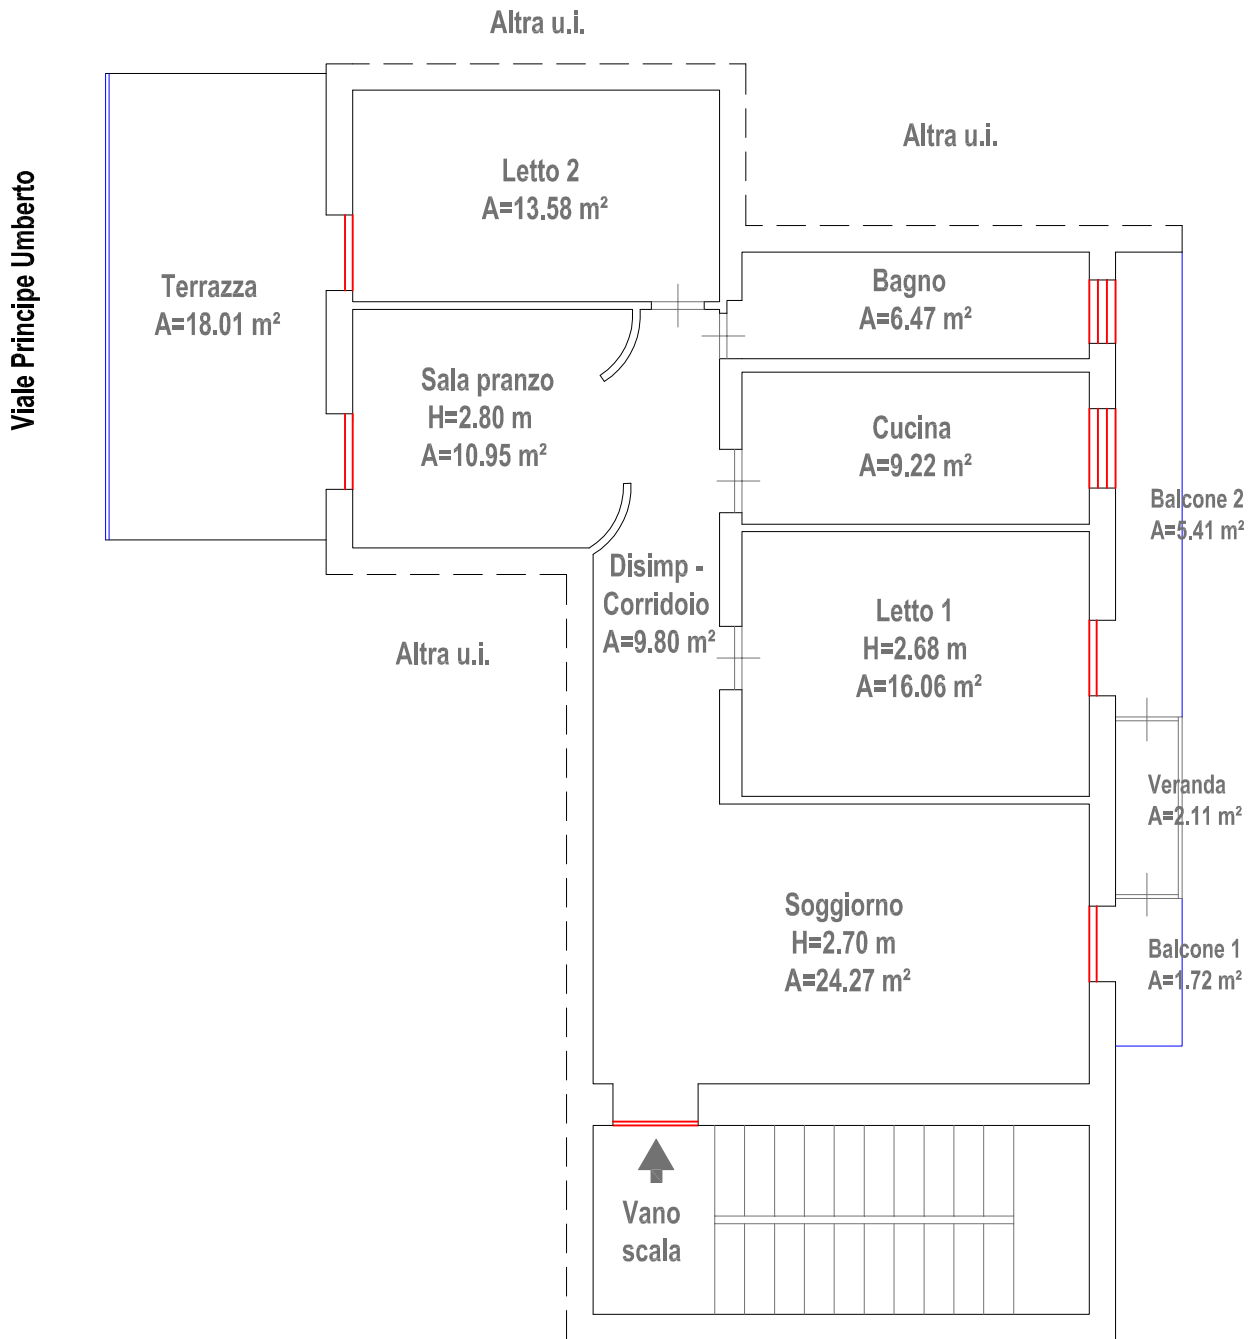 Altra u.i.
Altra u.i.
Viale Principe Umberto
Letto 2
A=13.58 m²
Terrazza
A=18.01 m²
Bagno
A=6.47 m²
Sala pranzo
H=2.80 m
A=10.95 m²
Cucina
A=9.22 m²
Balcone 2
A=5.41 m²
Disimp -
Corridoio
A=9.80 m²
Letto 1
H=2.68 m
A=16.06 m²
Altra u.i.
Veranda
A=2.11 m²
Soggiorno
H=2.70 m
A=24.27 m²
Balcone 1
A=1.72 m²
Vano
scala